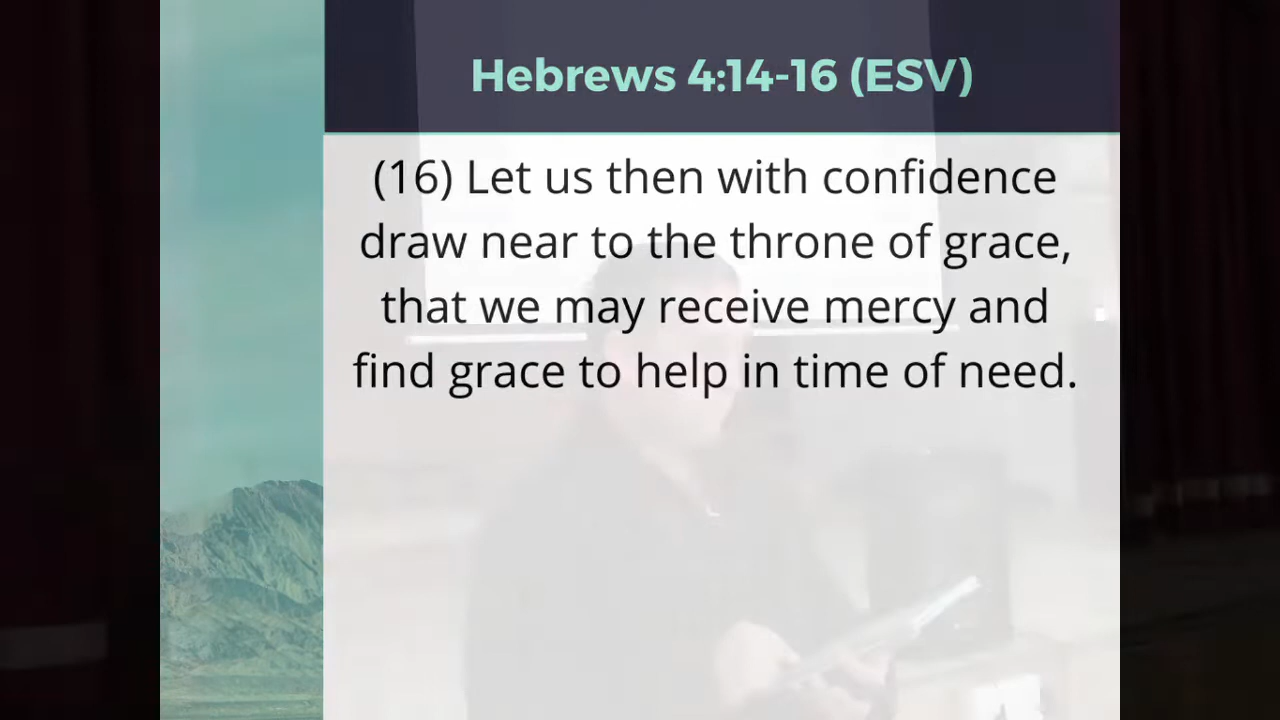 Hebrews 4:14-16 (ESV)
(16) Let us then with confidence
draw near to the throne of grace,
that we may receive mercy and
find grace to help in time of need.